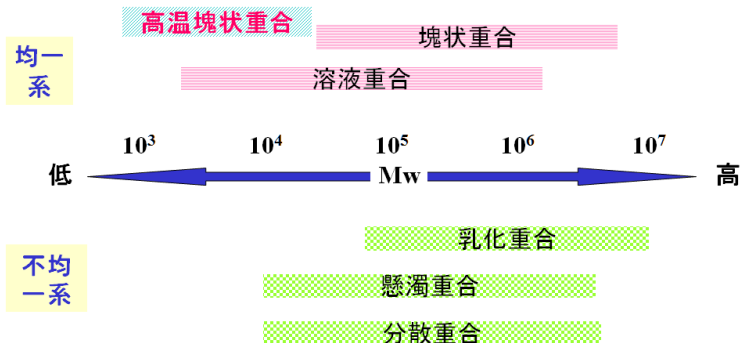 高温塊状重合
塊状重合
均一
系
溶液重合
10³ 10⁴ 10⁵ 10⁶ 10⁷
低 Mw 高
乳化重合
不均
一系
懸濁重合
分散重合